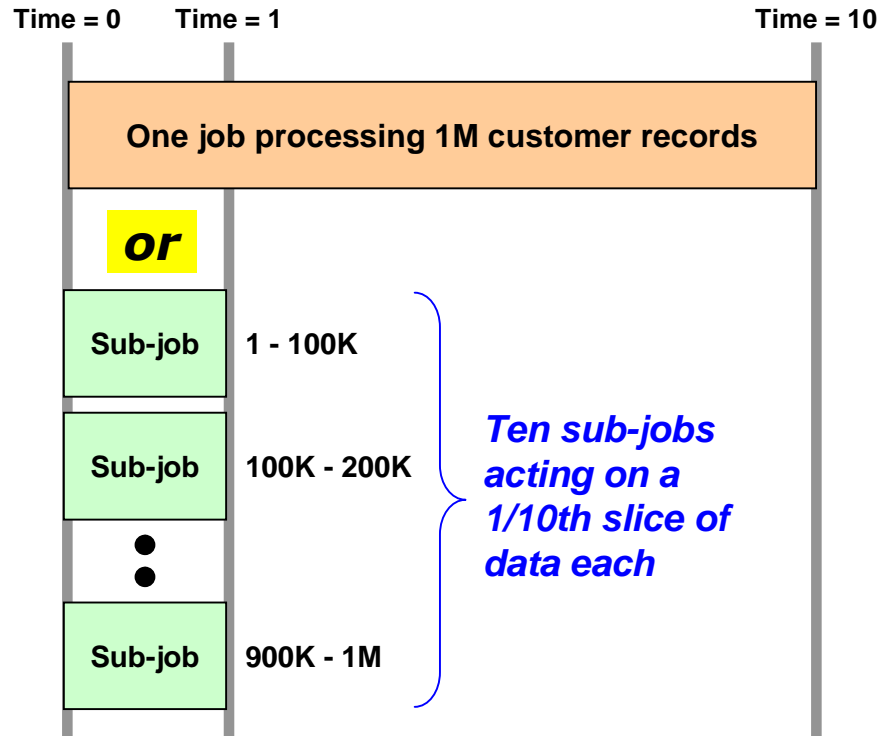 Time = 0 Time = 1 Time = 10
One job processing 1M customer records
or
Sub-job 1 - 100K
Sub-job 100K - 200K
Ten sub-jobs
acting on a
1/10th slice of
data each
Sub-job 900K - 1M